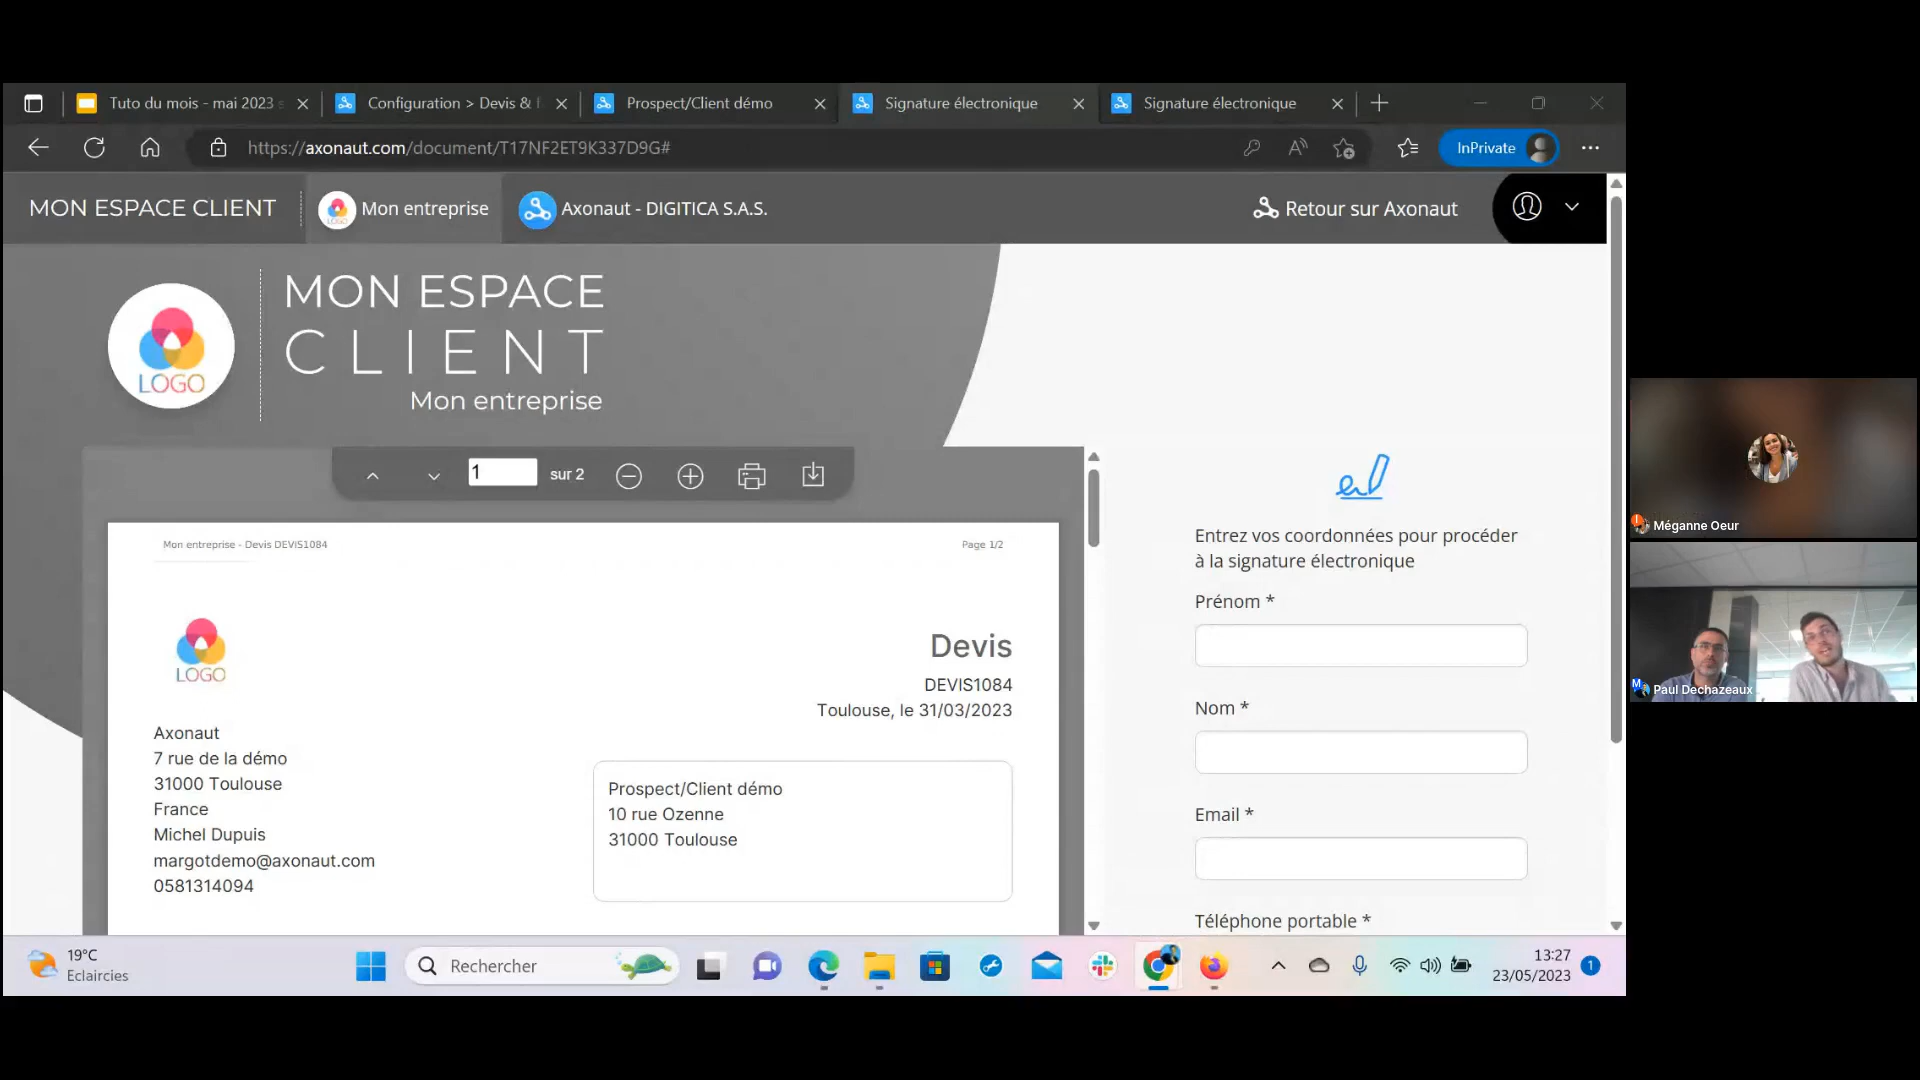 Tuto du mois - mai 2023
Configuration > Devis & f
Prospect/Client démo
Signature électronique
Signature électronique
https://axonaut.com/document/T17NF2ET9K337D9G#
InPrivate
MON ESPACE CLIENT
Mon entreprise
Axonaut - DIGITICA S.A.S.
Retour sur Axonaut
LOGO
MON ESPACE
CLIENT
Mon entreprise
1
sur 2
Mon entreprise - Devis DEVIS1084
Page 1/2
LOGO
Devis
DEVIS1084
Toulouse, le 31/03/2023
Axonaut
7 rue de la démo
31000 Toulouse
France
Michel Dupuis
margotdemo@axonaut.com
0581314094
Prospect/Client démo
10 rue Ozenne
31000 Toulouse
Entrez vos coordonnées pour procéder
à la signature électronique
Prénom *
Nom *
Email *
Téléphone portable *
Méganne Oeur
Paul Dechazeaux
19°C
Eclaircies
Rechercher
13:27
23/05/2023
1